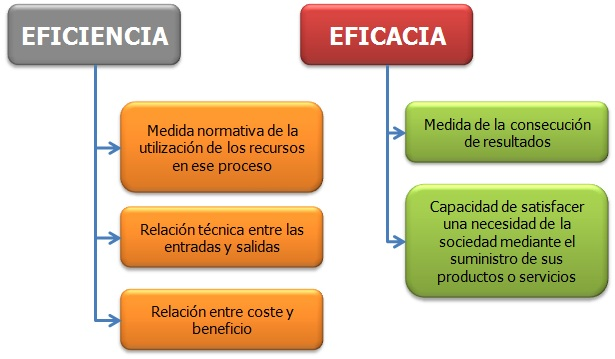 EFICIENCIA
Medida normativa de la
utilización de los recursos
en ese proceso
Relación técnica entre las
entradas y salidas
Relación entre coste y
beneficio
EFICACIA
Medida de la consecución
de resultados
Capacidad de satisfacer
una necesidad de la
sociedad mediante el
suministro de sus
productos o servicios